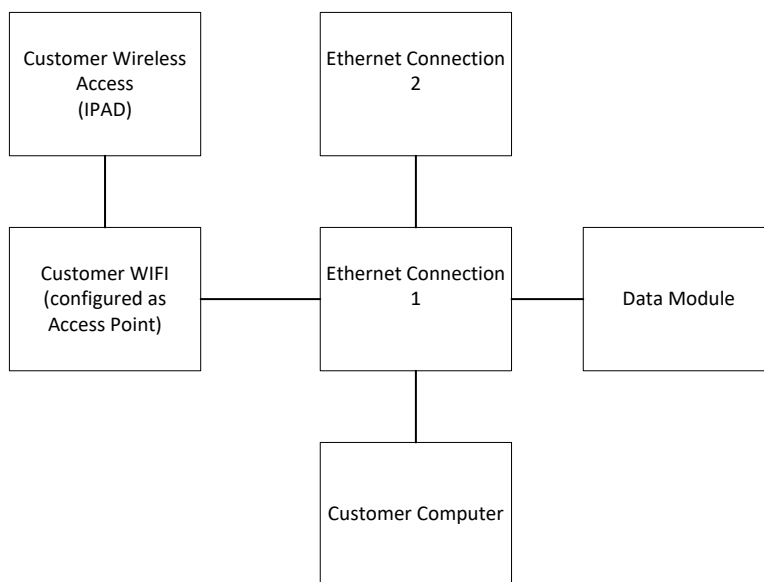 Customer Wireless
Access
(IPAD)
Ethernet Connection
2
Customer WIFI
(configured as
Access Point)
Ethernet Connection
1
Data Module
Customer Computer